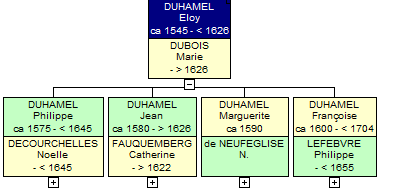 DUHAMEL
Eloy
ca 1545 - < 1626
DUBOIS
Marie
- > 1626
DUHAMEL
Philippe
ca 1575 - < 1645
DECOURCHELLES
Noelle
- < 1645
DUHAMEL
Jean
ca 1580 - > 1626
FAUQUEMBERG
Catherine
- > 1622
DUHAMEL
Marguerite
ca 1590
de NEUFEGLISE
N.
DUHAMEL
Françoise
ca 1600 - < 1704
LEFEBVRE
Philippe
- < 1655